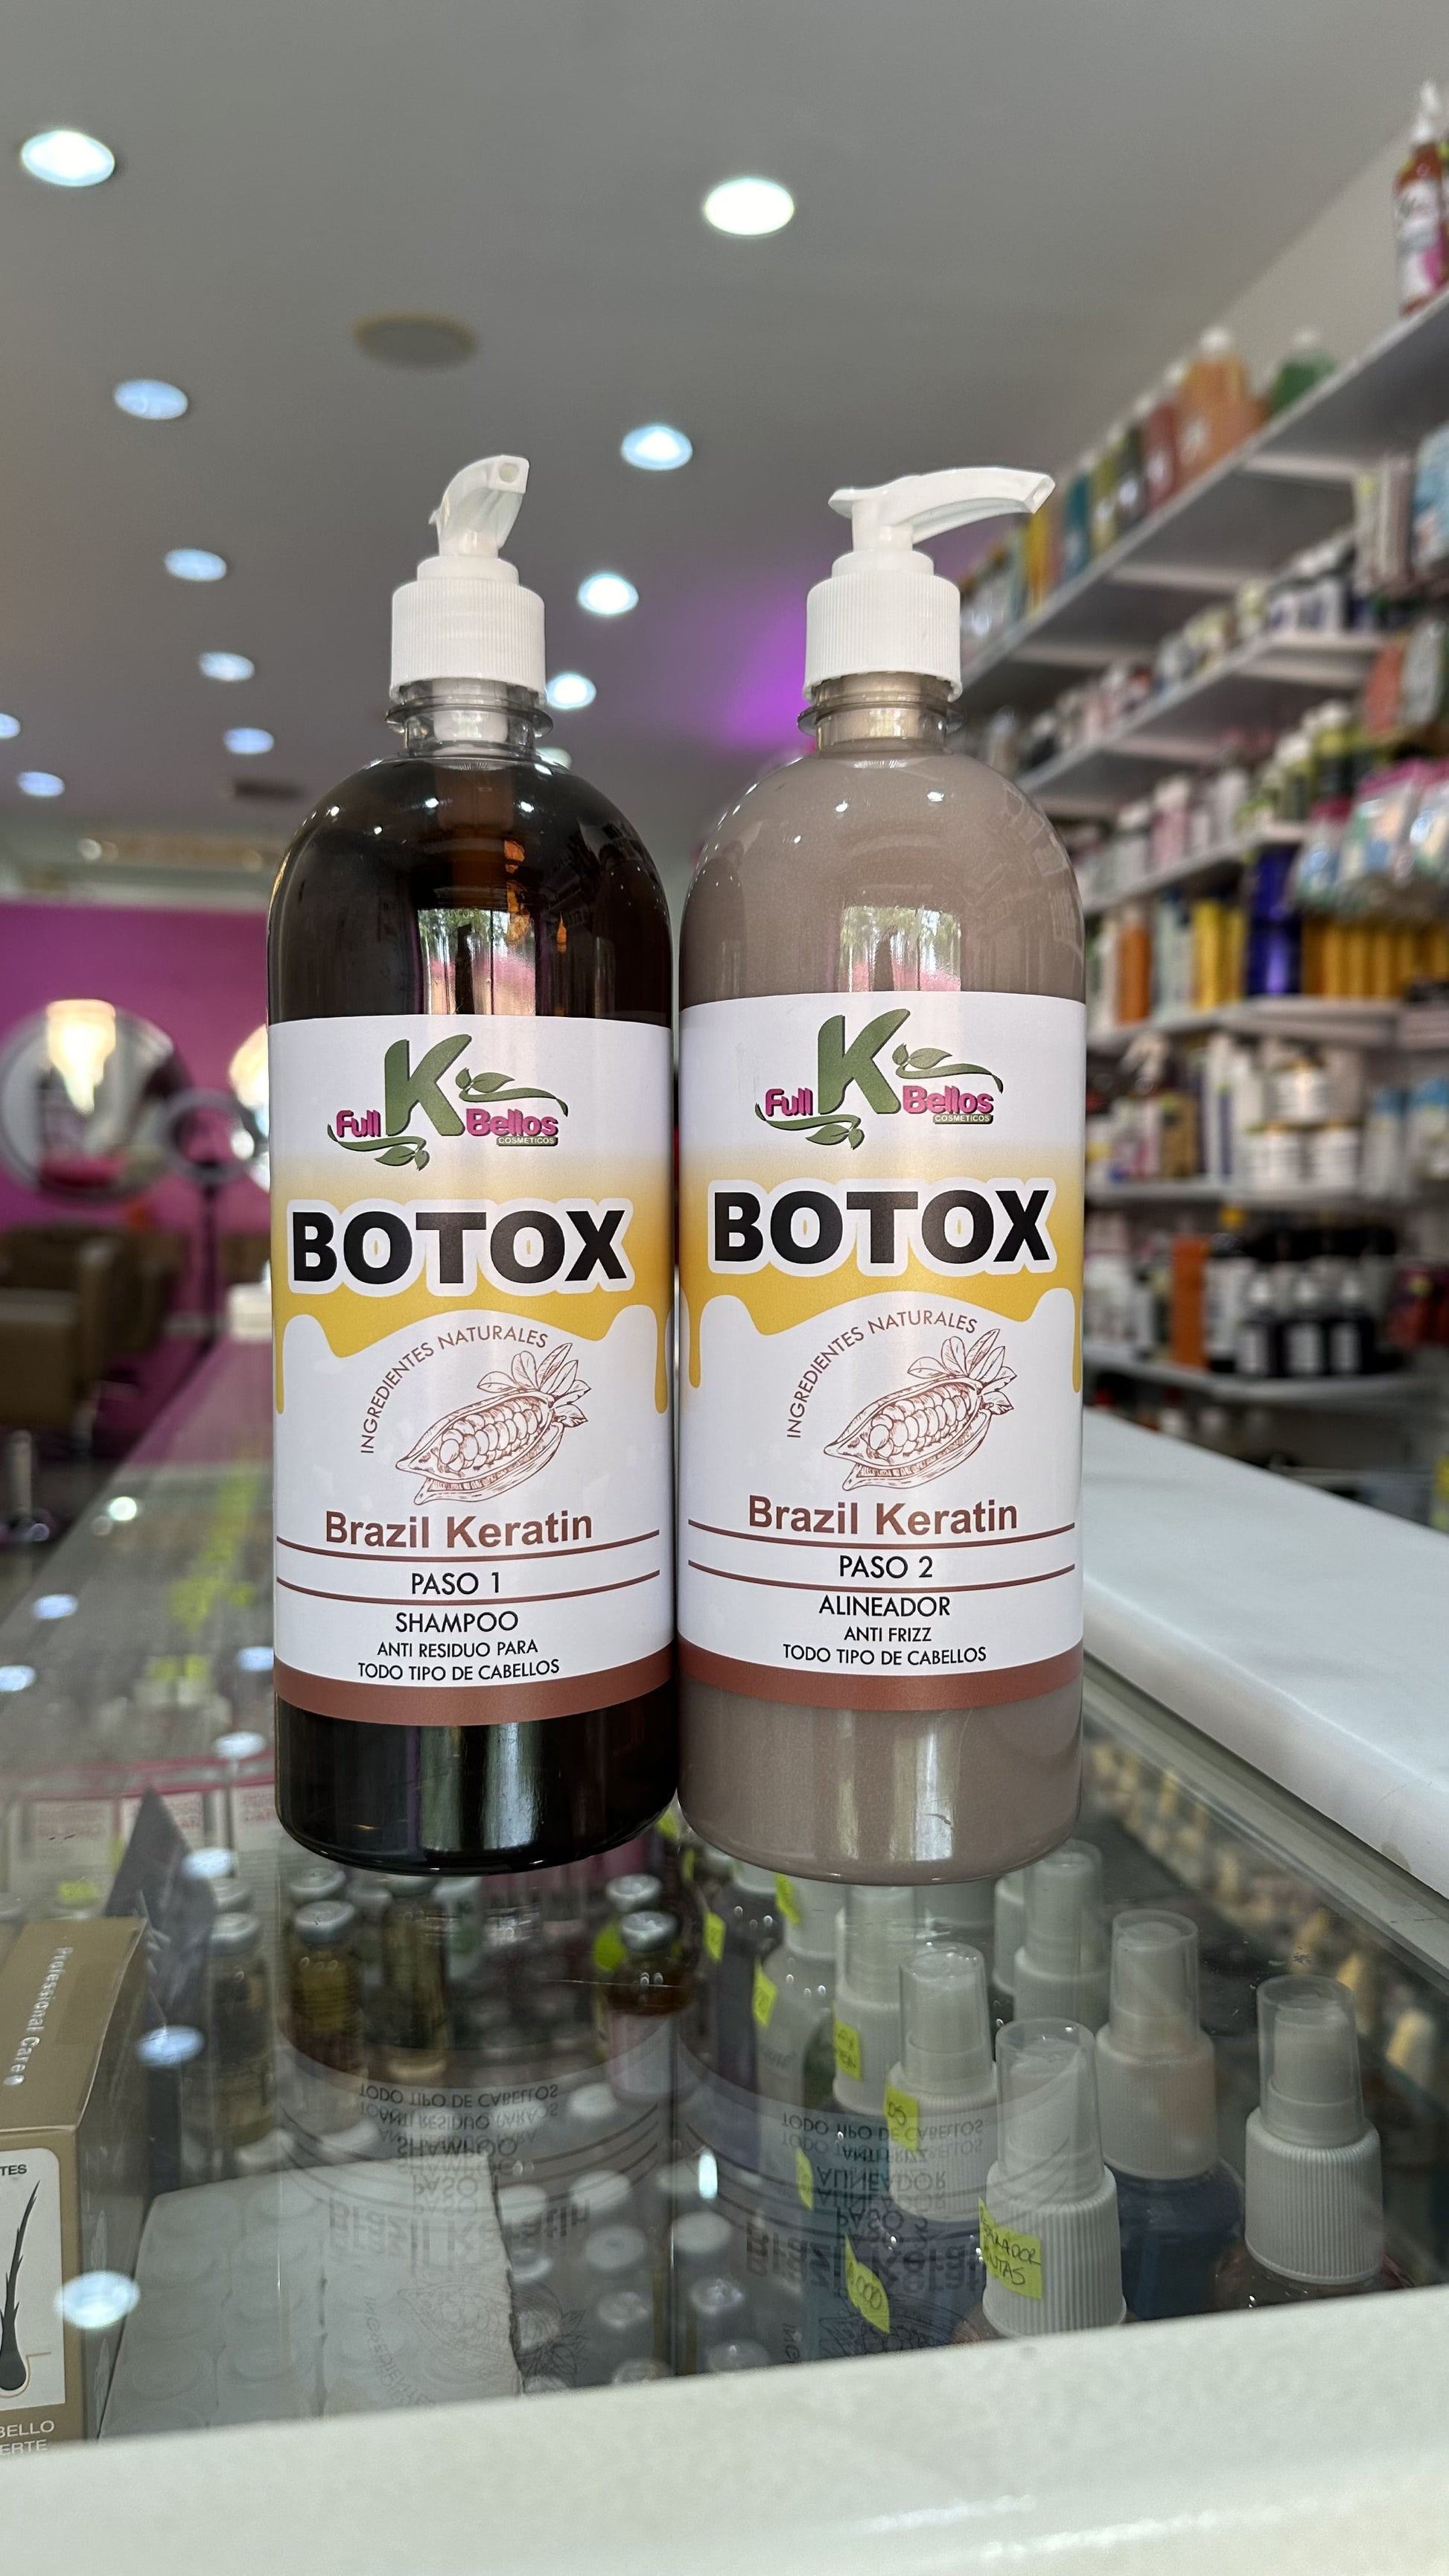 Full K Bellos
COSMETICOS
BOTOX
INGREDIENTES NATURALES
Brazil Keratin
PASO 1
SHAMPOO
ANTI RESIDUO PARA
TODO TIPO DE CABELLOS
Full K Bellos
COSMETICOS
BOTOX
INGREDIENTES NATURALES
Brazil Keratin
PASO 2
ALINEADOR
ANTI FRIZZ
TODO TIPO DE CABELLOS
Professional Care